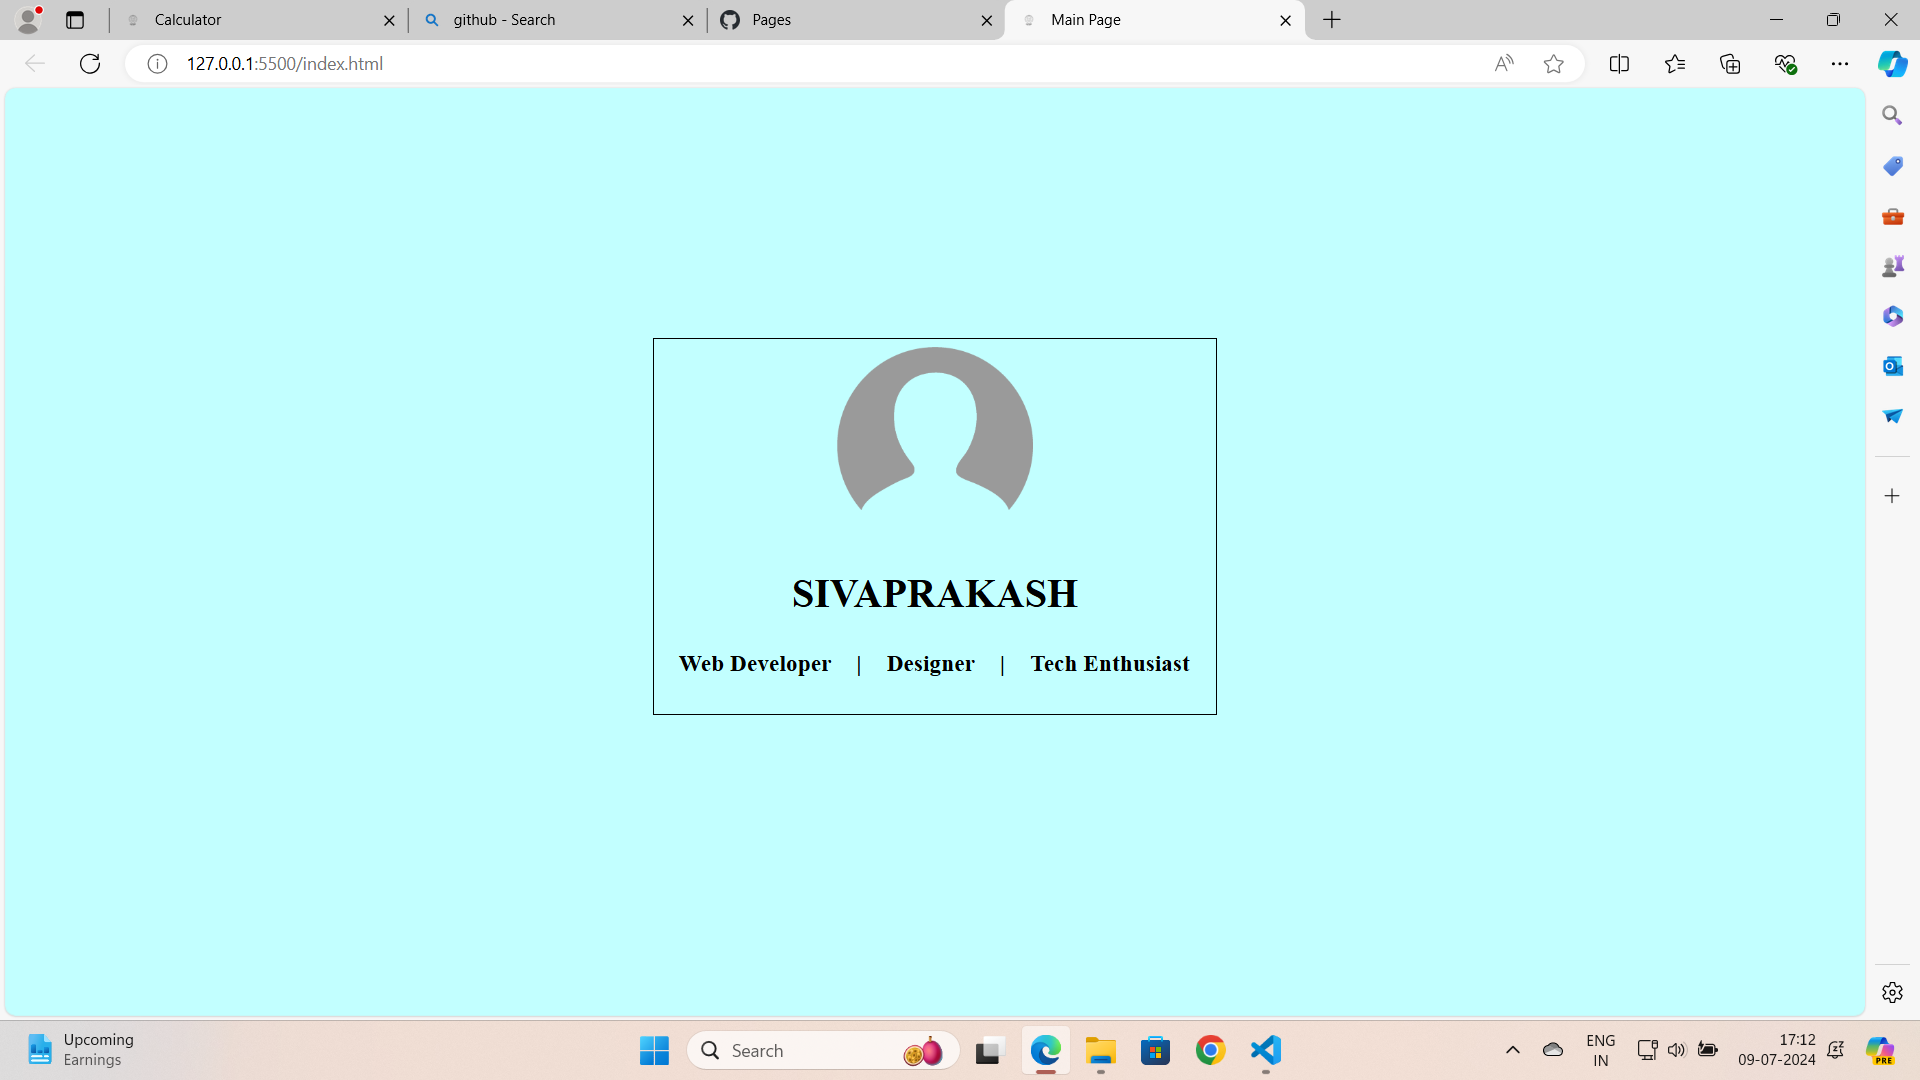 Calculator
github - Search
Pages
Main Page
127.0.0.1:5500/index.html
SIVAPRAKASH
Web Developer | Designer | Tech Enthusiast
Upcoming
Earnings
Search
ENG
IN
17:12
09-07-2024
PRE